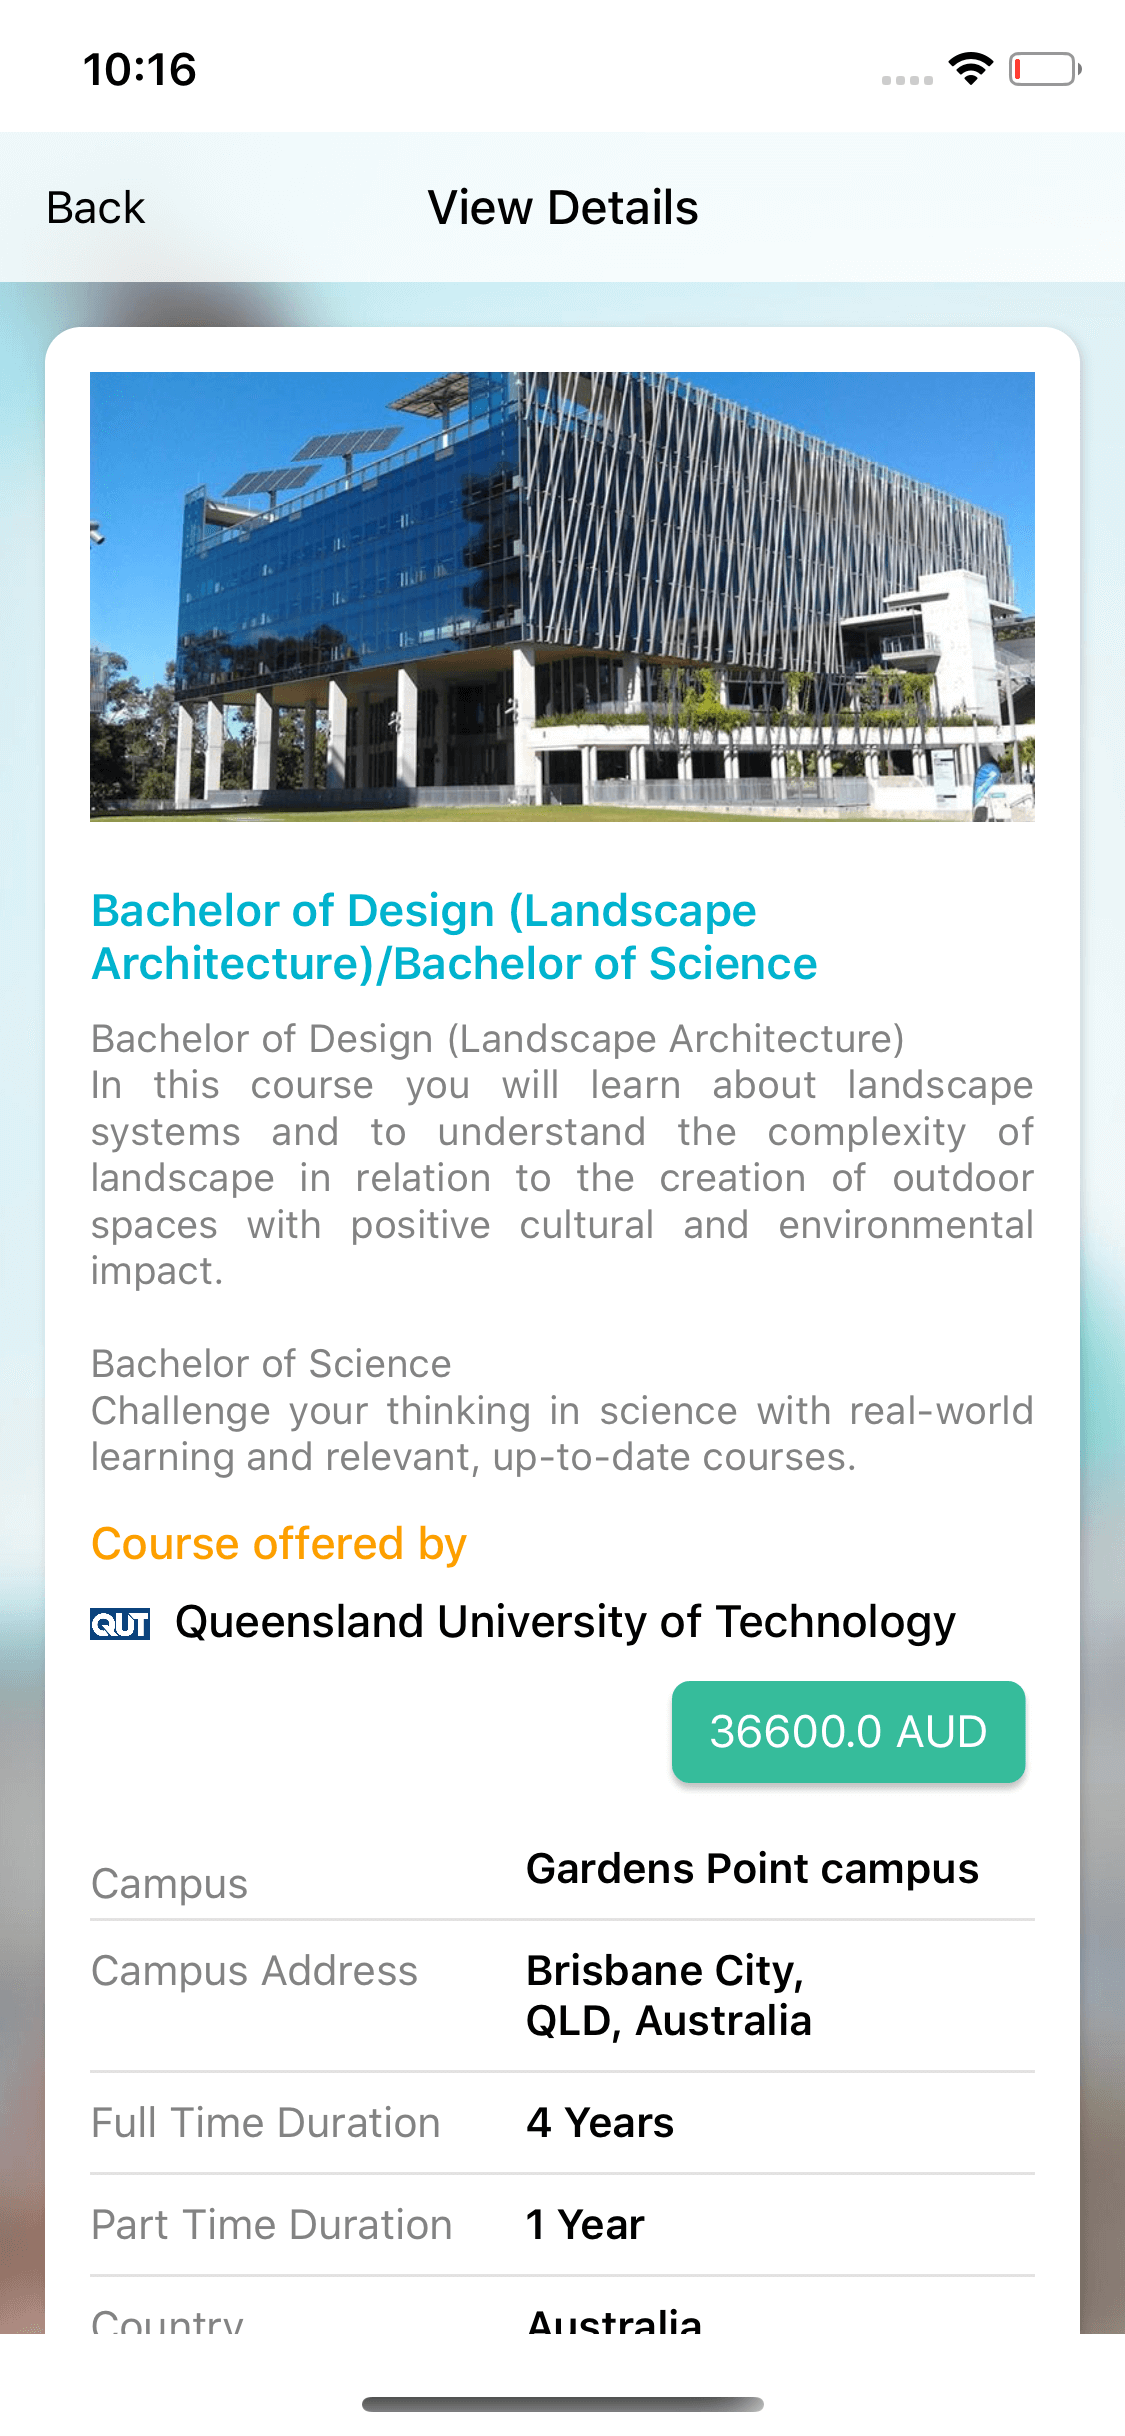 10:16
Back
View Details
Bachelor of Design (Landscape
Architecture)/Bachelor of Science
Bachelor of Design (Landscape Architecture)
In this course you will learn about landscape
systems and to understand the complexity of
landscape in relation to the creation of outdoor
spaces with positive cultural and environmental
impact.
Bachelor of Science
Challenge your thinking in science with real-world
learning and relevant, up-to-date courses.
Course offered by
QUT Queensland University of Technology
36600.0 AUD
Campus Gardens Point campus
Campus Address Brisbane City,
QLD, Australia
Full Time Duration 4 Years
Part Time Duration 1 Year
Country Australia